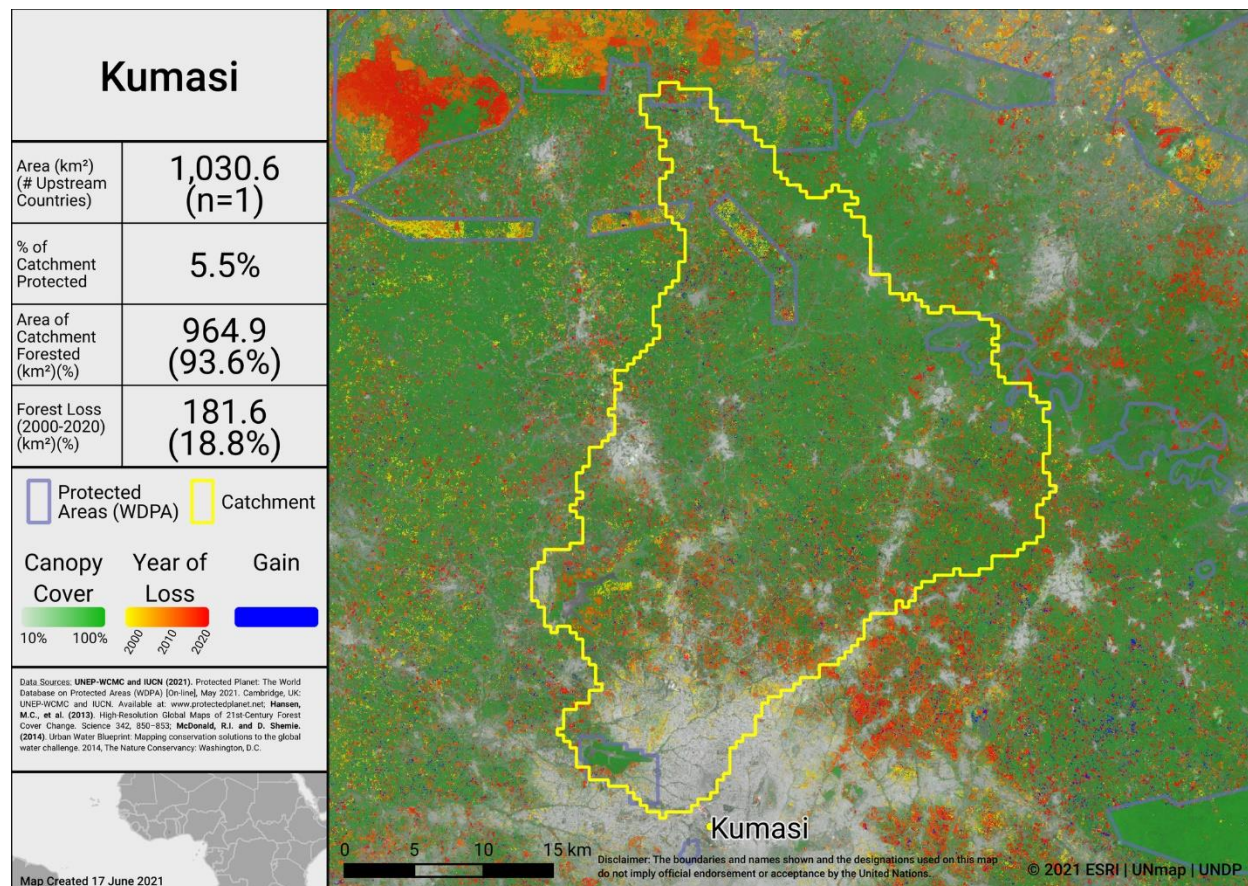 Kumasi
Area (km²)
(# Upstream
Countries)
1,030.6
(n=1)
% of
Catchment
Protected
5.5%
Area of
Catchment
Forested
(km²)(%)
964.9
(93.6%)
Forest Loss
(2000-2020)
(km²)(%)
181.6
(18.8%)
Protected
Areas (WDPA)
Catchment
Canopy
Cover
Year of
Loss
Gain
10% 100%
2000 2010 2020
Data Sources: UNEP-WCMC and IUCN (2021). Protected Planet: The World
Database on Protected Areas (WDPA) [On-line], May 2021. Cambridge, UK:
UNEP-WCMC and IUCN. Available at: www.protectedplanet.net; Hansen,
M.C., et al. (2013). High-Resolution Global Maps of 21st-Century Forest
Cover Change. Science 342, 850–853; McDonald, R.I. and D. Shemie.
(2014). Urban Water Blueprint: Mapping conservation solutions to the global
water challenge. 2014, The Nature Conservancy: Washington, D.C.
Map Created 17 June 2021
Kumasi
0 5 10 15 km
Disclaimer: The boundaries and names shown and the designations used on this map
do not imply official endorsement or acceptance by the United Nations.
© 2021 ESRI | UNmap | UNDP